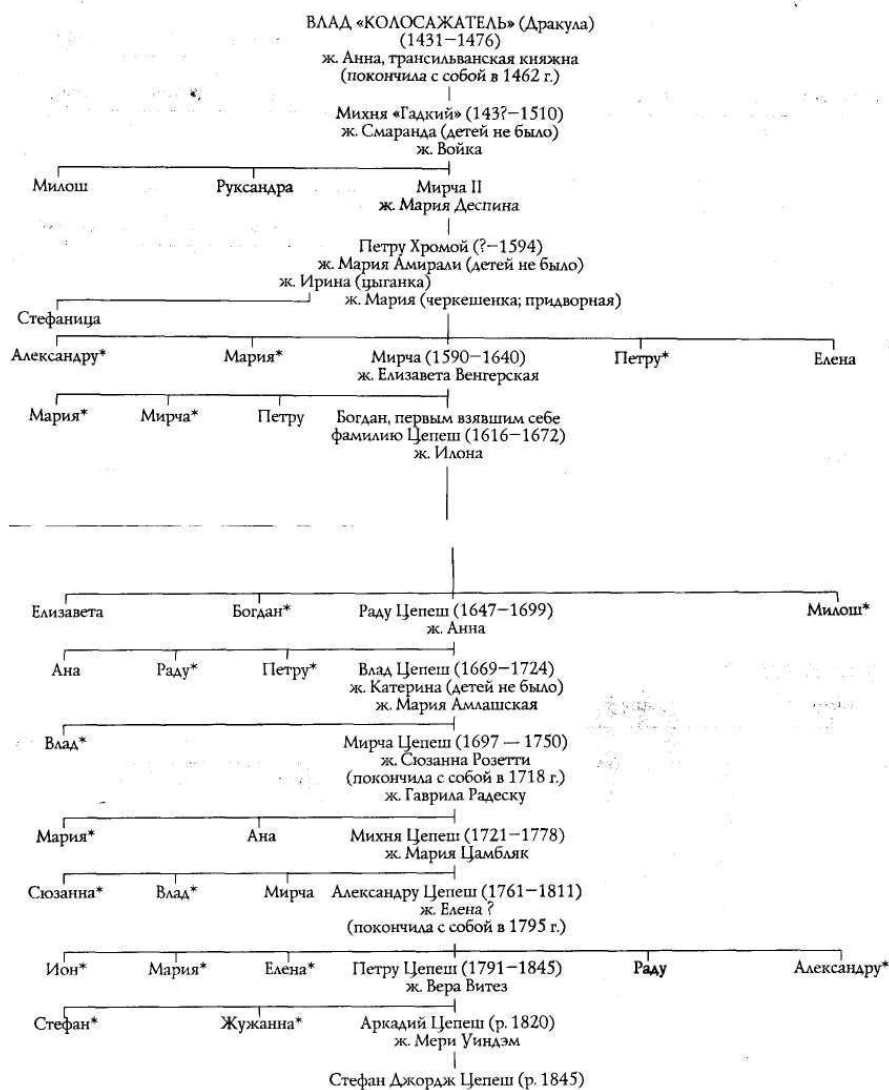 ВЛАД «КОЛОСАЖАТЕЛЬ» (Дракула)
(1431–1476)
ж. Анна, трансильванская княжна
(покончила с собой в 1462 г.)
Михня «Гадкий» (143?–1510)
ж. Смаранда (детей не было)
ж. Войка
Милош Руксандра Мирча II
ж. Мария Деспина
Петру Хромой (?–1594)
ж. Мария Амирали (детей не было)
ж. Ирина (цыганка)
ж. Мария (черкешенка; придворная)
Стефаница
Александру* Мария* Мирча (1590–1640) Петру* Елена
ж. Елизавета Венгерская
Мария* Мирча* Петру Богдан, первым взявшим себе
фамилию Цепеш (1616–1672)
ж. Илона
Елизавета Богдан* Раду Цепеш (1647–1699) Милош*
ж. Анна
Ана Раду* Петру* Влад Цепеш (1669–1724)
ж. Катерина (детей не было)
ж. Мария Амлашская
Влад* Мирча Цепеш (1697 — 1750)
ж. Сюзанна Розетти
(покончила с собой в 1718 г.)
ж. Гаврила Радеску
Мария* Ана Михня Цепеш (1721–1778)
ж. Мария Цамбляк
Сюзанна* Влад* Мирча Александру Цепеш (1761–1811)
ж. Елена ?
(покончила с собой в 1795 г.)
Ион* Мария* Елена* Петру Цепеш (1791–1845) Раду Александру*
ж. Вера Витез
Стефан* Жужанна* Аркадий Цепеш (р. 1820)
ж. Мери Уиндэм
Стефан Джордж Цепеш (р. 1845)